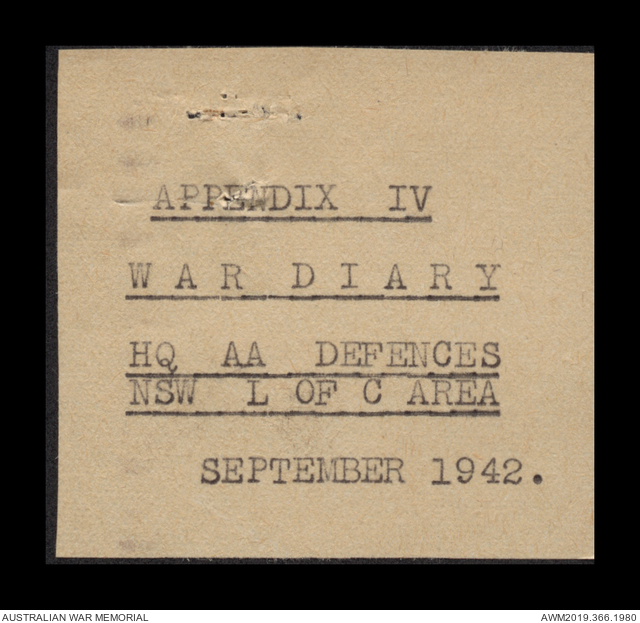 APPENDIX IV
WAR DIARY
HQ AA DEFENCES
NSW L OF C AREA
SEPTEMBER 1942.
AUSTRALIAN WAR MEMORIAL
AWM2019.366.1980